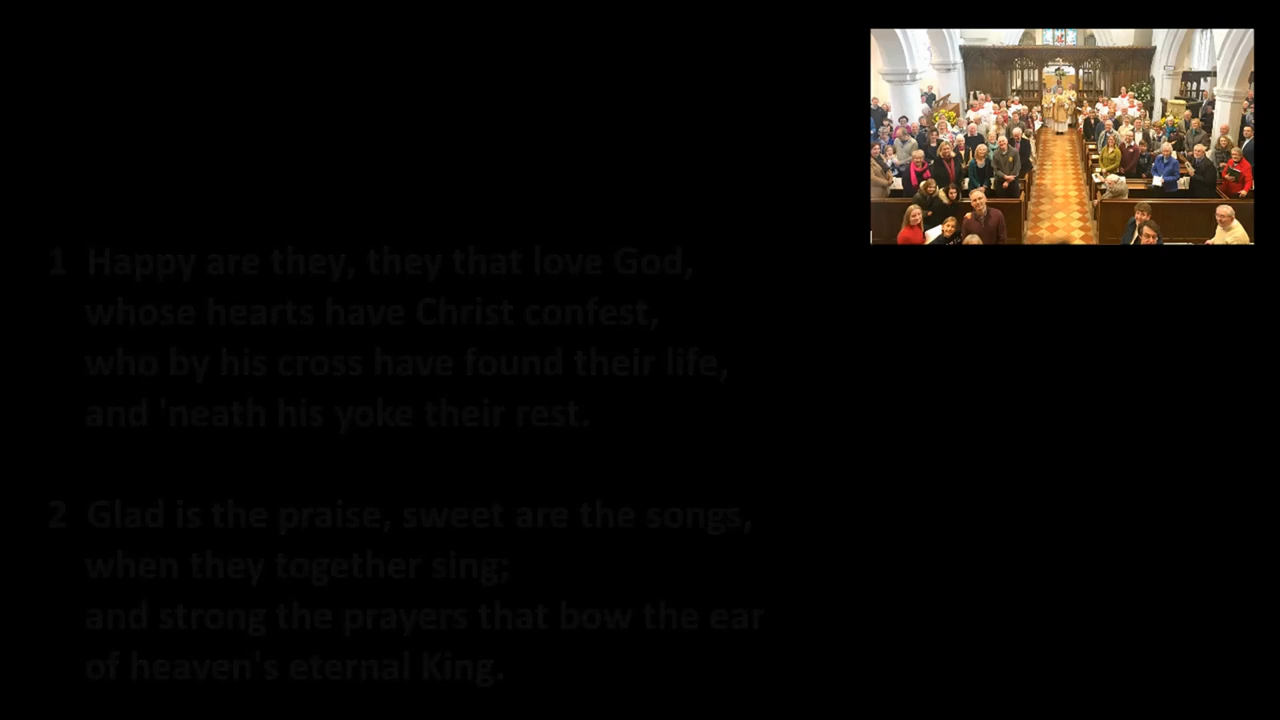 1 Happy are they, they that love God,
whose hearts have Christ confest,
who by his cross have found their life,
and 'neath his yoke their rest.
2 Glad is the praise, sweet are the songs,
when they together sing;
and strong the prayers that bow the ear
of heaven's eternal King.